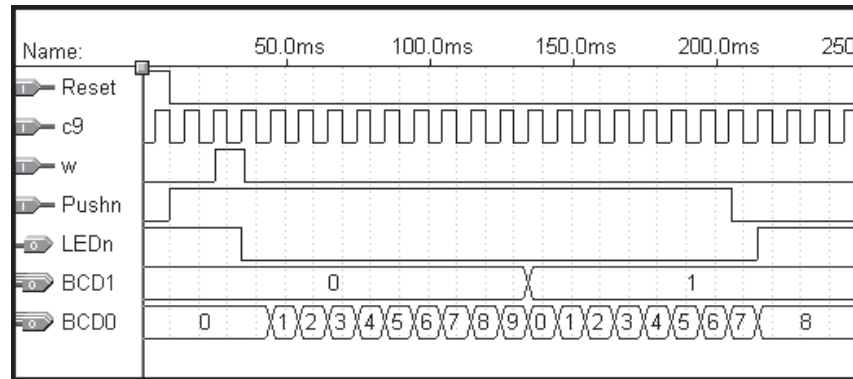 Name: 50.0ms 100.0ms 150.0ms 200.0ms 250
Reset
c9
w
Pushn
LEDn
BCD1 0 1
BCD0 0 1 2 3 4 5 6 7 8 9 0 1 2 3 4 5 6 7 8